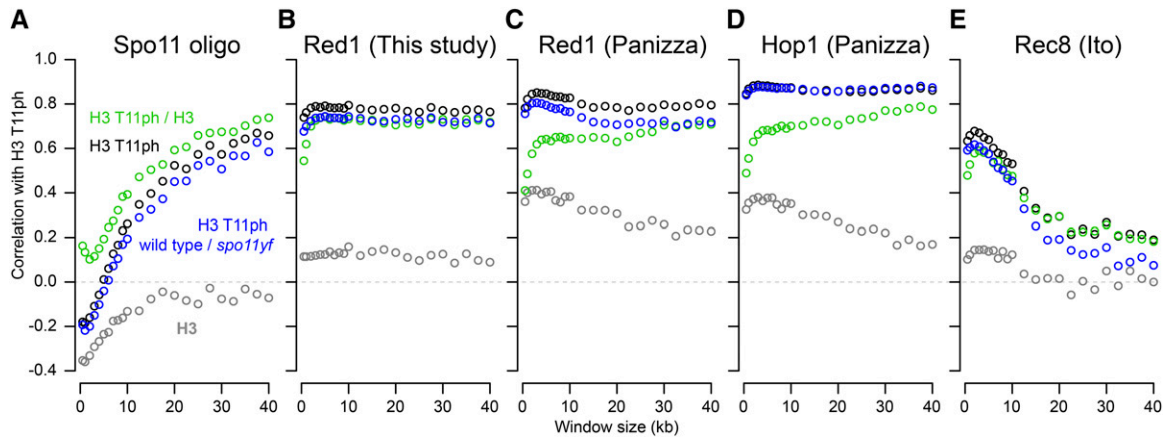 A B C D E
Spo11 oligo Red1 (This study) Red1 (Panizza) Hop1 (Panizza) Rec8 (Ito)
Correlation with H3 T11ph
1.0
0.8
0.6
0.4
0.2
0.0
-0.2
-0.4
H3 T11ph / H3
H3 T11ph
H3 T11ph
wild type / spo11yf
H3
0 10 20 30 40 0 10 20 30 40 0 10 20 30 40 0 10 20 30 40 0 10 20 30 40
Window size (kb)